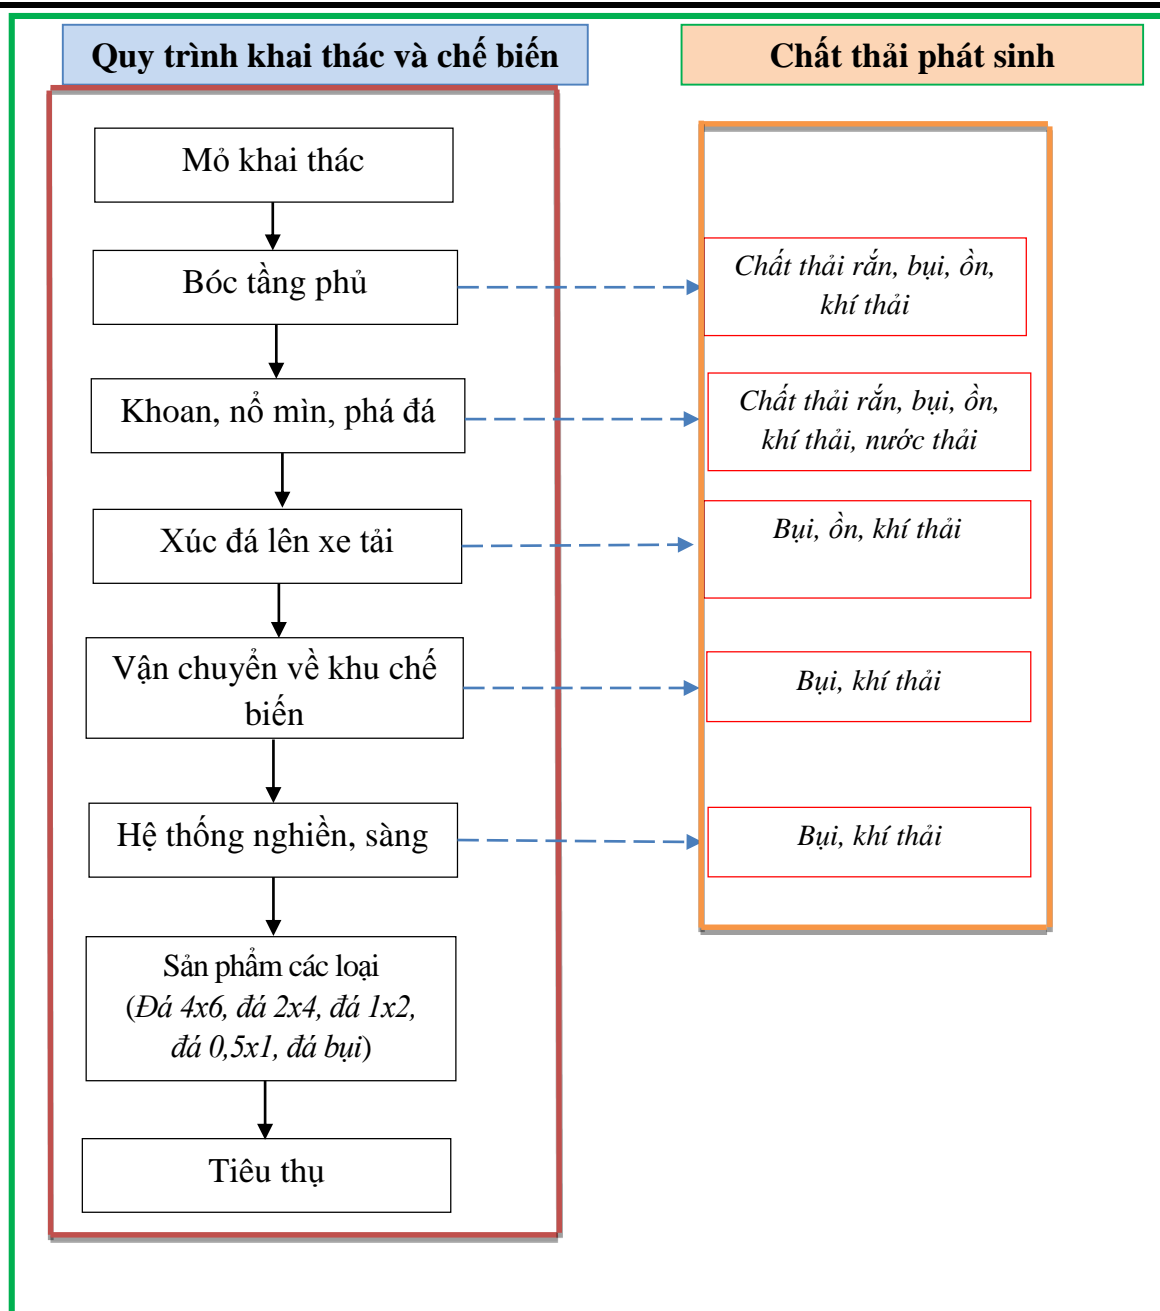 Quy trình khai thác và chế biến
Chất thải phát sinh
Mỏ khai thác
Bóc tầng phủ
Chất thải rắn, bụi, ồn,
khí thải
Khoan, nổ mìn, phá đá
Chất thải rắn, bụi, ồn,
khí thải, nước thải
Xúc đá lên xe tải
Bụi, ồn, khí thải
Vận chuyển về khu chế
biến
Bụi, khí thải
Hệ thống nghiền, sàng
Bụi, khí thải
Sản phẩm các loại
(Đá 4x6, đá 2x4, đá 1x2,
đá 0,5x1, đá bụi)
Tiêu thụ